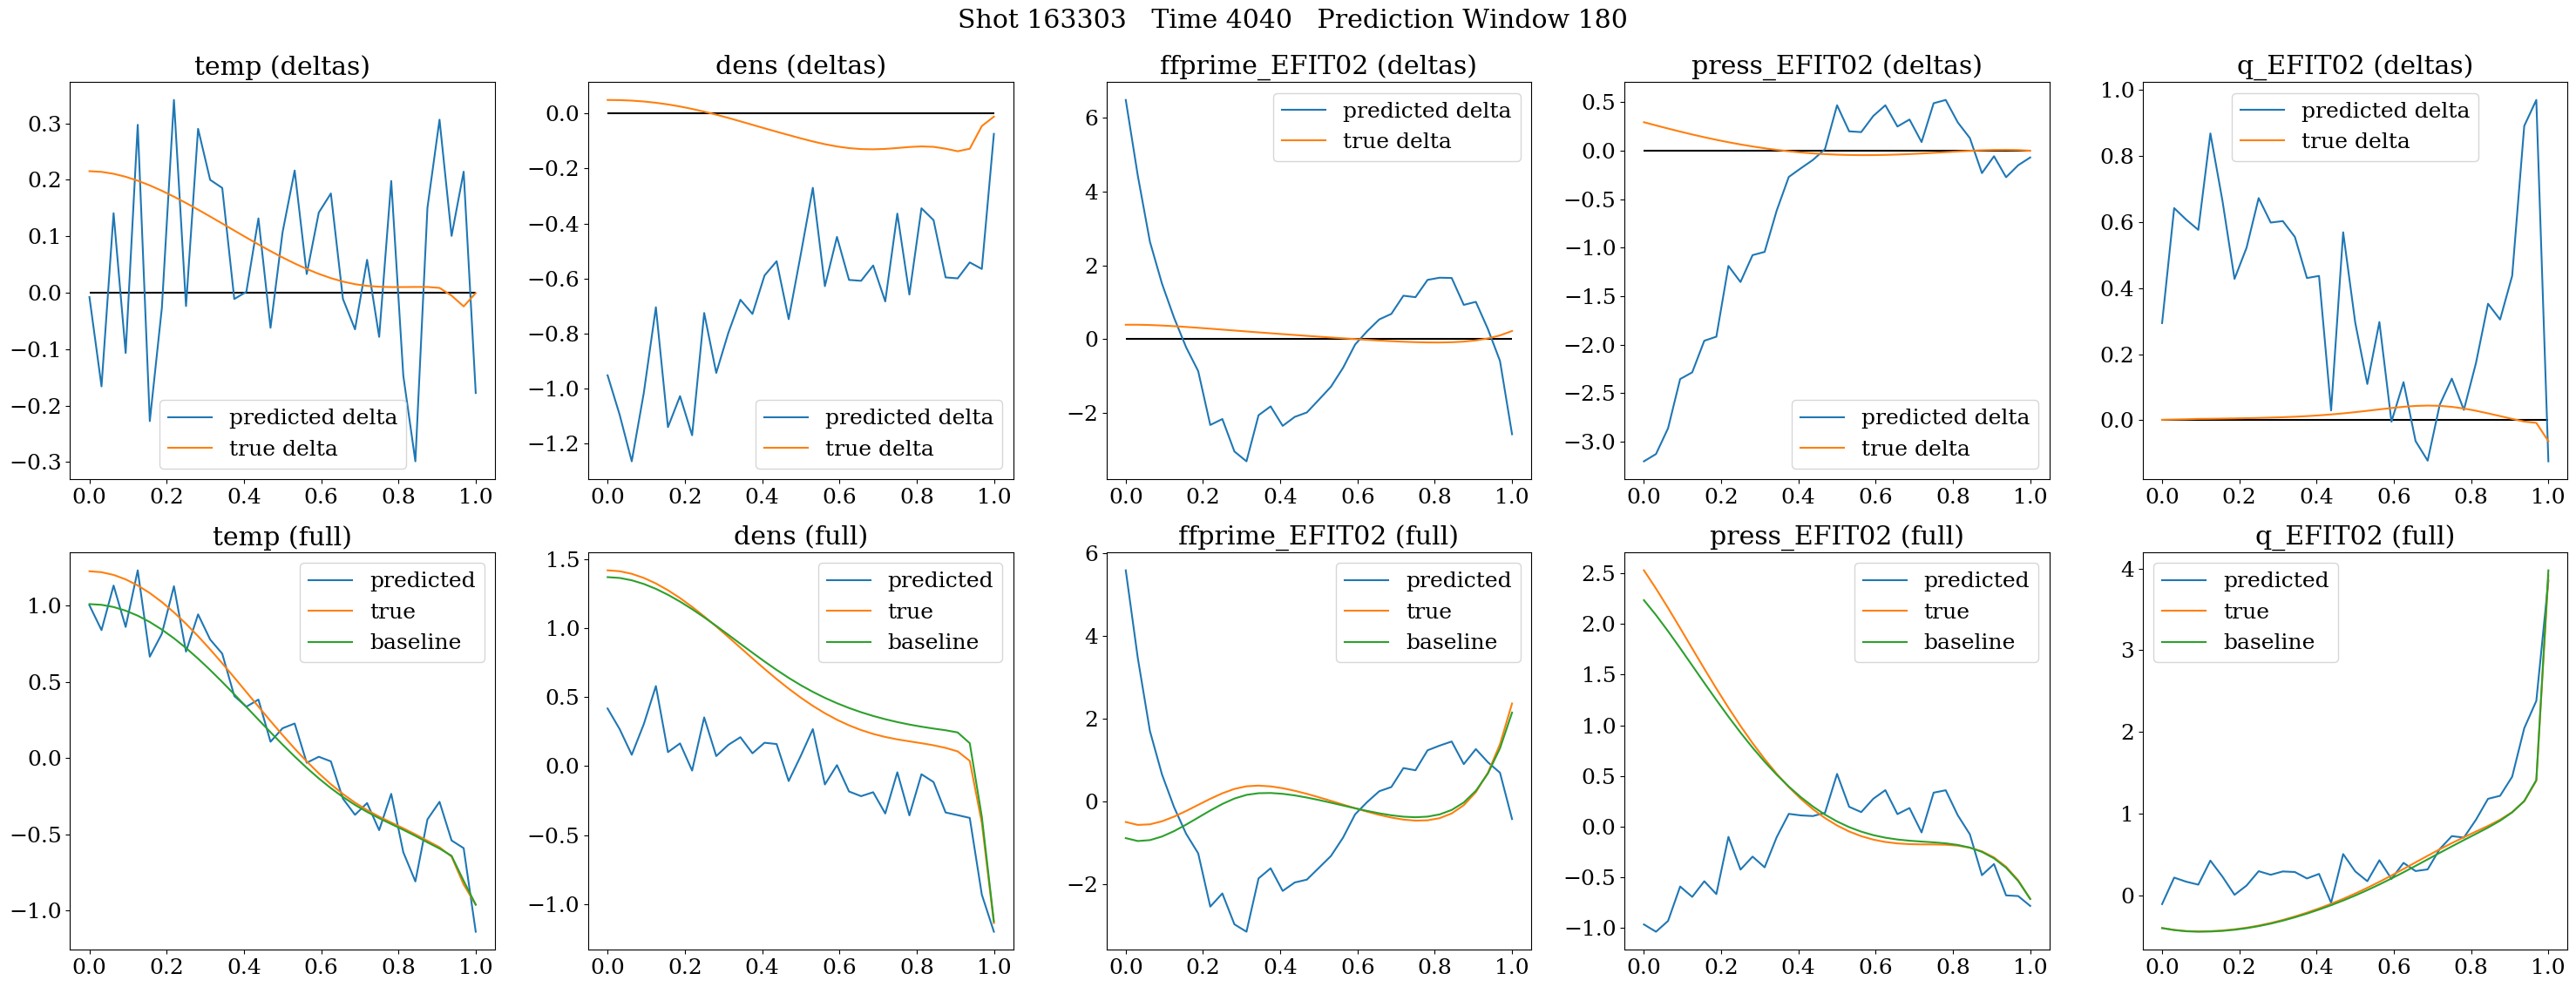 Shot 163303   Time 4040   Prediction Window 180
temp (deltas)
0.3
0.2
0.1
0.0
−0.1
−0.2
−0.3
predicted delta
true delta
0.0 0.2 0.4 0.6 0.8 1.0
dens (deltas)
0.0
−0.2
−0.4
−0.6
−0.8
−1.0
−1.2
predicted delta
true delta
0.0 0.2 0.4 0.6 0.8 1.0
ffprime_EFIT02 (deltas)
6
4
2
0
−2
predicted delta
true delta
0.0 0.2 0.4 0.6 0.8 1.0
press_EFIT02 (deltas)
0.5
0.0
−0.5
−1.0
−1.5
−2.0
−2.5
−3.0
predicted delta
true delta
0.0 0.2 0.4 0.6 0.8 1.0
q_EFIT02 (deltas)
1.0
0.8
0.6
0.4
0.2
0.0
predicted delta
true delta
0.0 0.2 0.4 0.6 0.8 1.0
temp (full)
1.0
0.5
0.0
−0.5
−1.0
predicted
true
baseline
0.0 0.2 0.4 0.6 0.8 1.0
dens (full)
1.5
1.0
0.5
0.0
−0.5
−1.0
predicted
true
baseline
0.0 0.2 0.4 0.6 0.8 1.0
ffprime_EFIT02 (full)
6
4
2
0
−2
predicted
true
baseline
0.0 0.2 0.4 0.6 0.8 1.0
press_EFIT02 (full)
2.5
2.0
1.5
1.0
0.5
0.0
−0.5
−1.0
predicted
true
baseline
0.0 0.2 0.4 0.6 0.8 1.0
q_EFIT02 (full)
4
3
2
1
0
predicted
true
baseline
0.0 0.2 0.4 0.6 0.8 1.0